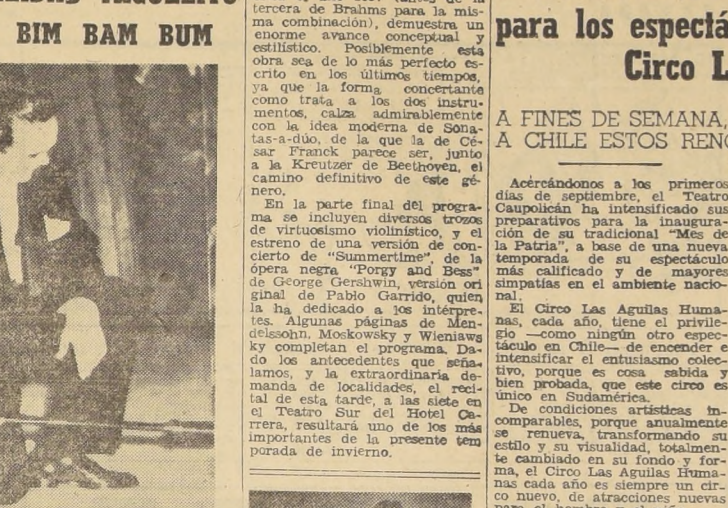 BIM BAM BUM
tercera de Brahms para la mis-
ma combinación), demuestra un
enorme avance conceptual y
estilístico. Posiblemente esta
obra sea de lo más perfecto es-
crito en los últimos tiempos,
ya que la forma concertante
como trata a los dos instru-
mentos, calza admirablemente
con la idea moderna de Sona-
tas-a-dúo, de la que la de Cé-
sar Franck parece ser, junto
a la Kreutzer de Beethoven, el
camino definitivo de este gé-
nero.
En la parte final del progra-
ma se incluyen diversos trozos
de virtuosismo violinístico, y el
estreno de una versión de con-
cierto de "Summertime", de la
ópera negra "Porgy and Bess"
de George Gershwin, versión ori
ginal de Pablo Garrido, quien
la ha dedicado a los intérpre-
tes. Algunas páginas de Men-
delssohn, Moskowsky y Wieniaws
ky completan el programa. Da-
do los antecedentes que seña-
lamos, y la extraordinaria de-
manda de localidades, el reci-
tal de esta tarde, a las siete en
el Teatro Sur del Hotel Ca-
rrera, resultará uno de los más
importantes de la presente tem
porada de invierno.
para los espectá
Circo L
A FINES DE SEMANA,
A CHILE ESTOS REN
Acércándonos a los primeros
días de septiembre, el Teatro
Caupolicán ha intensificado sus
preparativos para la inaugura-
ción de su tradicional "Mes de
la Patria", a base de una nueva
temporada de su espectáculo
más calificado y de mayores
simpatías en el ambiente nacio-
nal.
El Circo Las Aguilas Huma-
nas, cada año, tiene el privile-
gio —como ningún otro espec-
táculo en Chile— de encender e
intensificar el entusiasmo colec-
tivo, porque es cosa sabida y
bien probada, que este circo es
único en Sudamérica.
De condiciones artísticas in-
comparables, porque anualmente
se renueva, transformando su
estilo y su visualidad, totalmen-
te cambiado en su fondo y for-
ma, el Circo Las Aguilas Huma-
nas cada año es siempre un cir-
co nuevo, de atracciones nuevas